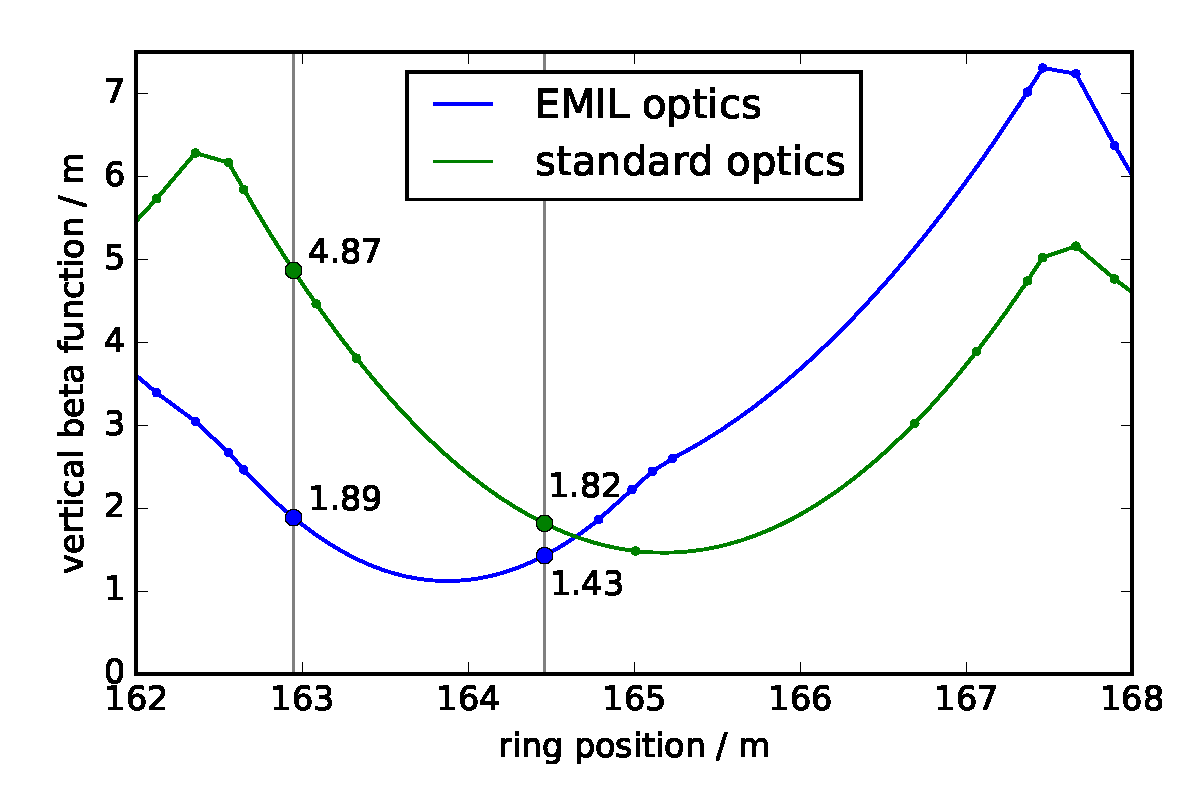 EMIL optics
standard optics
4.87
1.89
1.82
1.43
vertical beta function / m
7
6
5
4
3
2
1
0
162 163 164 165 166 167 168
ring position / m